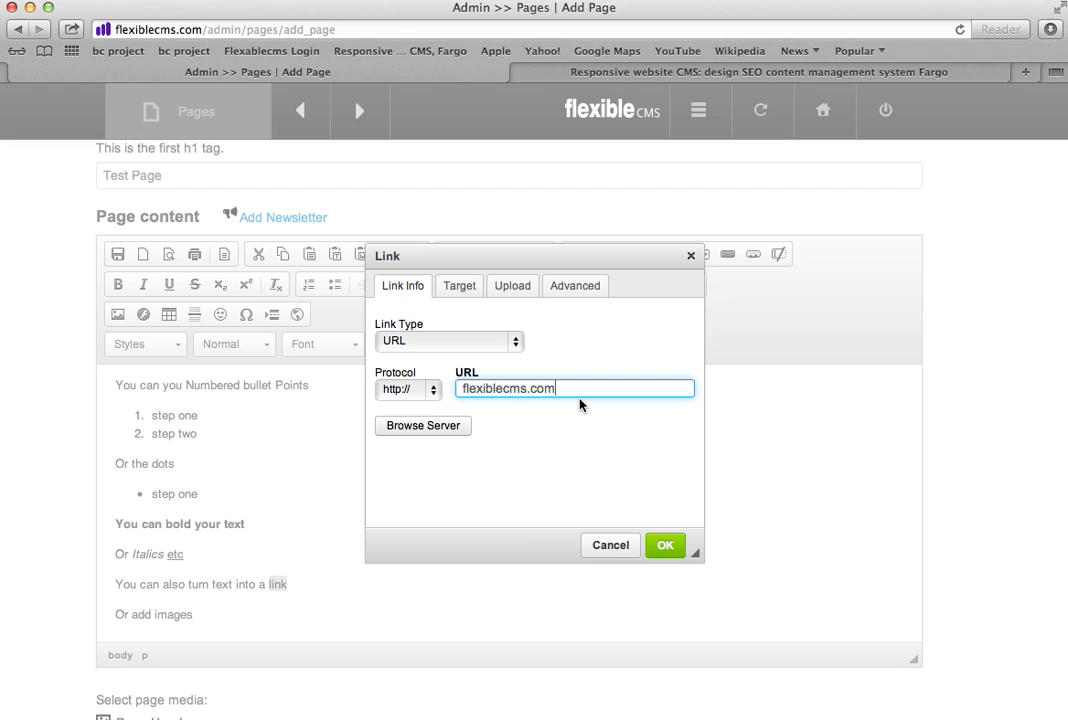 Admin >> Pages | Add Page
flexiblecms.com/admin/pages/add_page
Reader
bc project bc project Flexablecms Login Responsive ... CMS, Fargo Apple Yahoo! Google Maps YouTube Wikipedia News Popular
Admin >> Pages | Add Page
Responsive website CMS: design SEO content management system Fargo
Pages
flexible CMS
This is the first h1 tag.
Test Page
Page content
Add Newsletter
Link
Link Info Target Upload Advanced
Link Type
URL
Protocol URL
http:// flexiblecms.com
Browse Server
Cancel OK
Styles Normal Font
You can you Numbered bullet Points
1. step one
2. step two
Or the dots
• step one
You can bold your text
Or Italics etc
You can also turn text into a link
Or add images
body p
Select page media: